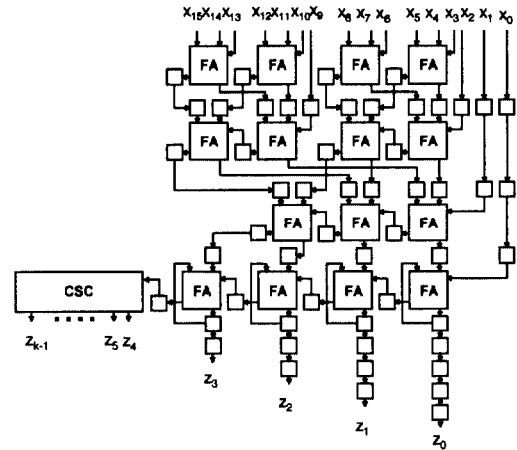 X15 X14 X13 X12 X11 X10 X9 X8 X7 X6 X5 X4 X3 X2 X1 X0
FA FA FA FA
FA FA FA FA
FA FA FA
CSC FA FA FA FA
Zk-1 Z5 Z4
Z3
Z2
Z1
Z0